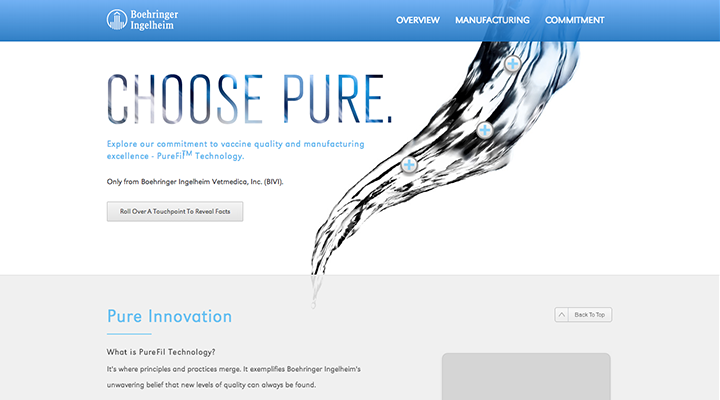 Boehringer
Ingelheim
OVERVIEW MANUFACTURING COMMITMENT
CHOOSE PURE.
Explore our commitment to vaccine quality and manufacturing
excellence - PureFil™ Technology.
Only from Boehringer Ingelheim Vetmedica, Inc. (BIVI).
Roll Over A Touchpoint To Reveal Facts
Pure Innovation
Back To Top
What is PureFil Technology?
It's where principles and practices merge. It exemplifies Boehringer Ingelheim's
unwavering belief that new levels of quality can always be found.